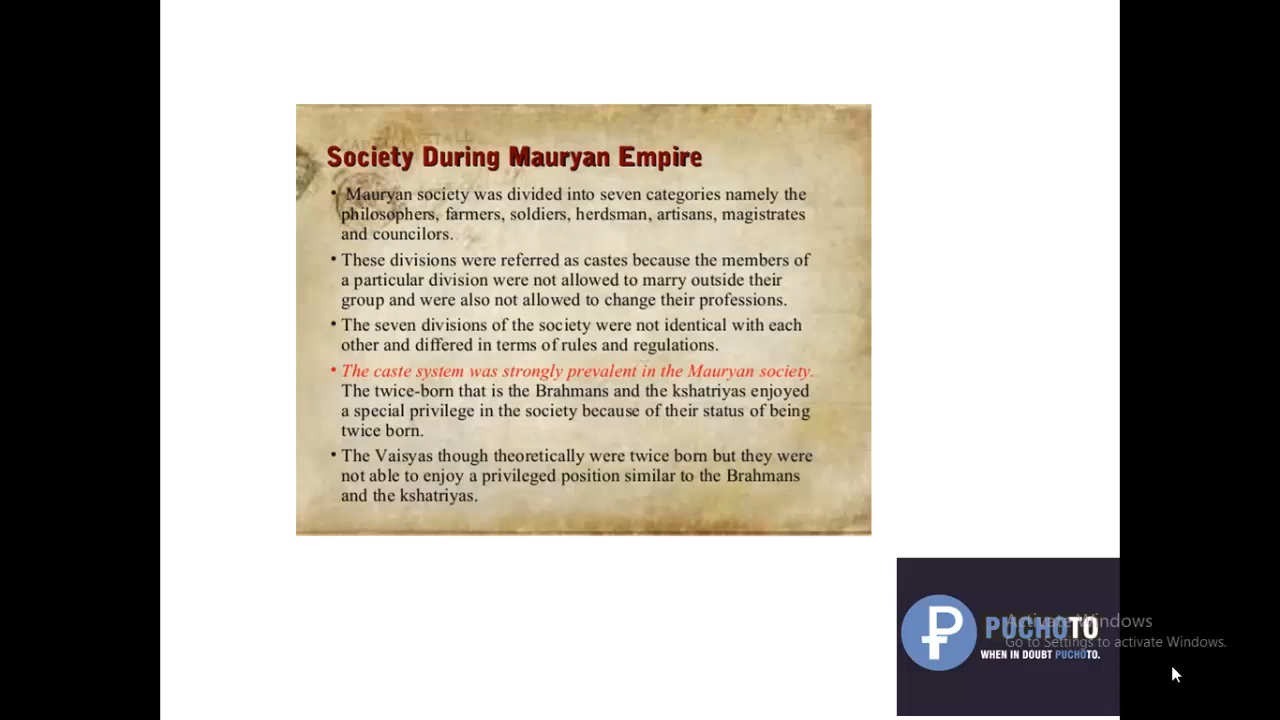 Society During Mauryan Empire
• Mauryan society was divided into seven categories namely the
philosophers, farmers, soldiers, herdsman, artisans, magistrates
and councilors.
• These divisions were referred as castes because the members of
a particular division were not allowed to marry outside their
group and were also not allowed to change their professions.
• The seven divisions of the society were not identical with each
other and differed in terms of rules and regulations.
• The caste system was strongly prevalent in the Mauryan society.
The twice-born that is the Brahmans and the kshatriyas enjoyed
a special privilege in the society because of their status of being
twice born.
• The Vaisyas though theoretically were twice born but they were
not able to enjoy a privileged position similar to the Brahmans
and the kshatriyas.
Activate Windows
PUCHOTO
Go to Settings to activate Windows.
WHEN IN DOUBT PUCHŌTO.